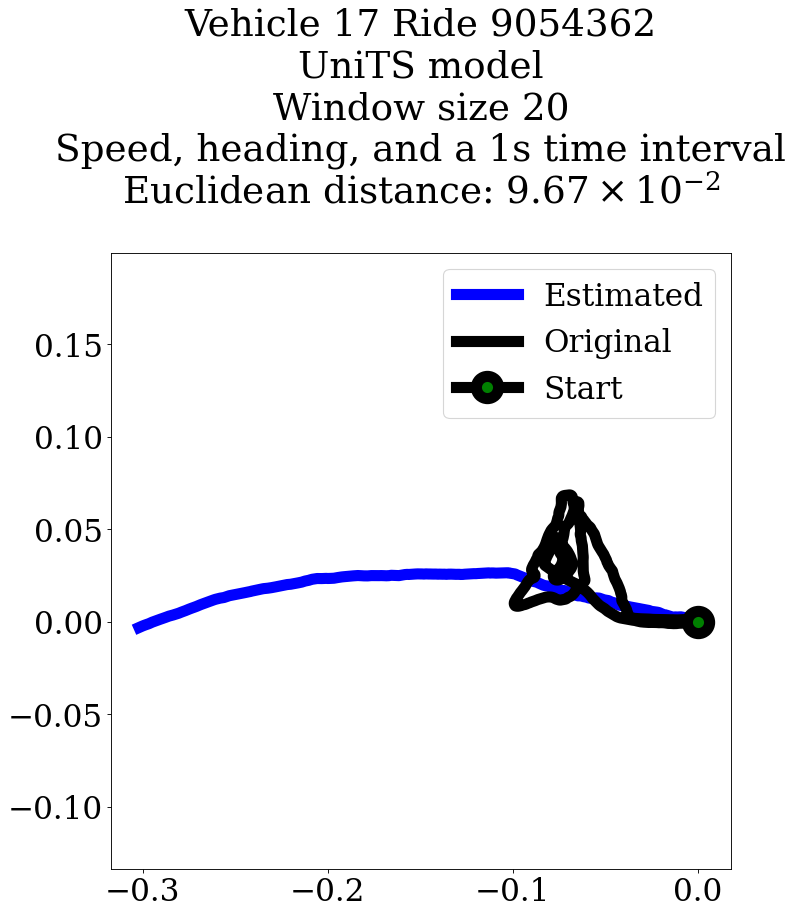 Vehicle 17 Ride 9054362
UniTS model
Window size 20
Speed, heading, and a 1s time interval
Euclidean distance: 9.67 × 10⁻²
Estimated
Original
Start
0.15
0.10
0.05
0.00
−0.05
−0.10
−0.3 −0.2 −0.1 0.0